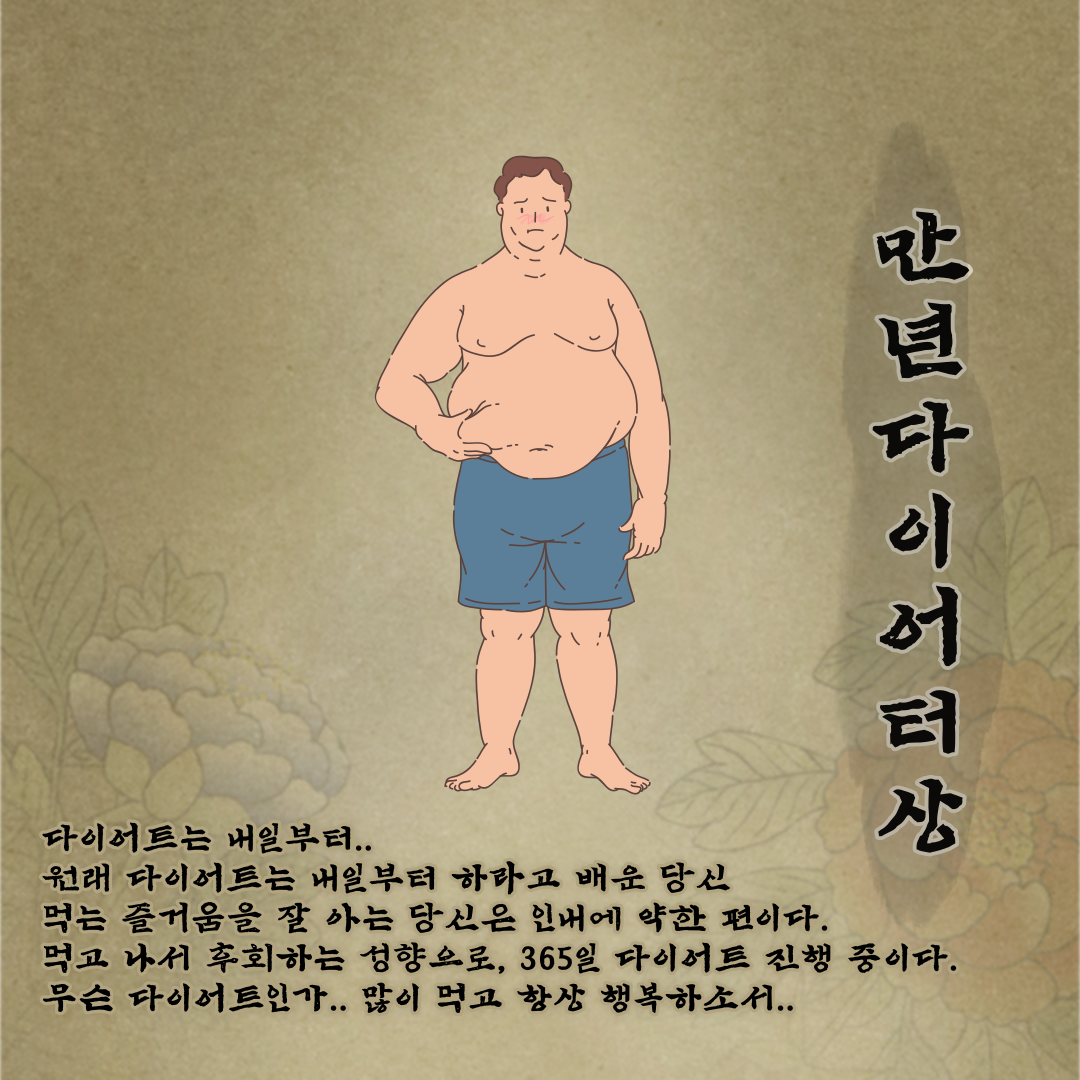 만년다이어터상
다이어트는 내일부터..
원래 다이어트는 내일부터 하라고 배운 당신
먹는 즐거움을 잘 아는 당신은 인내에 약한 편이다.
먹고 나서 후회하는 성향으로, 365일 다이어트 진행 중이다.
무슨 다이어트인가.. 많이 먹고 항상 행복하소서..